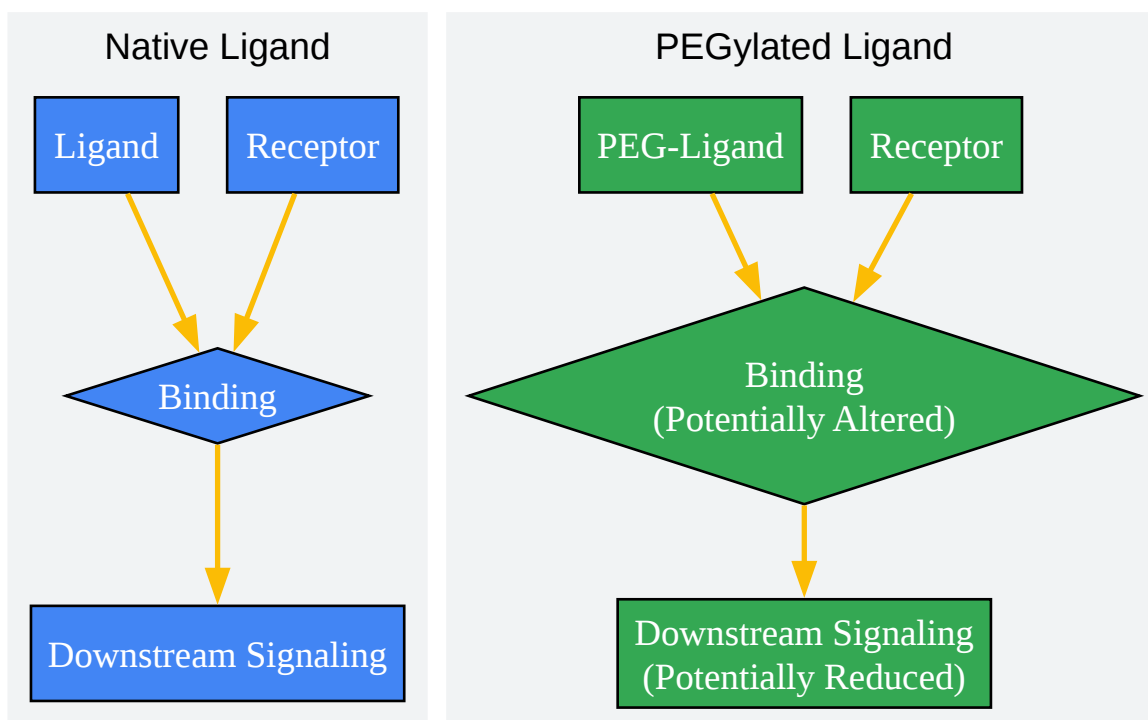 Native Ligand
Ligand
Receptor
Binding
Downstream Signaling
PEGylated Ligand
PEG-Ligand
Receptor
Binding
(Potentially Altered)
Downstream Signaling
(Potentially Reduced)